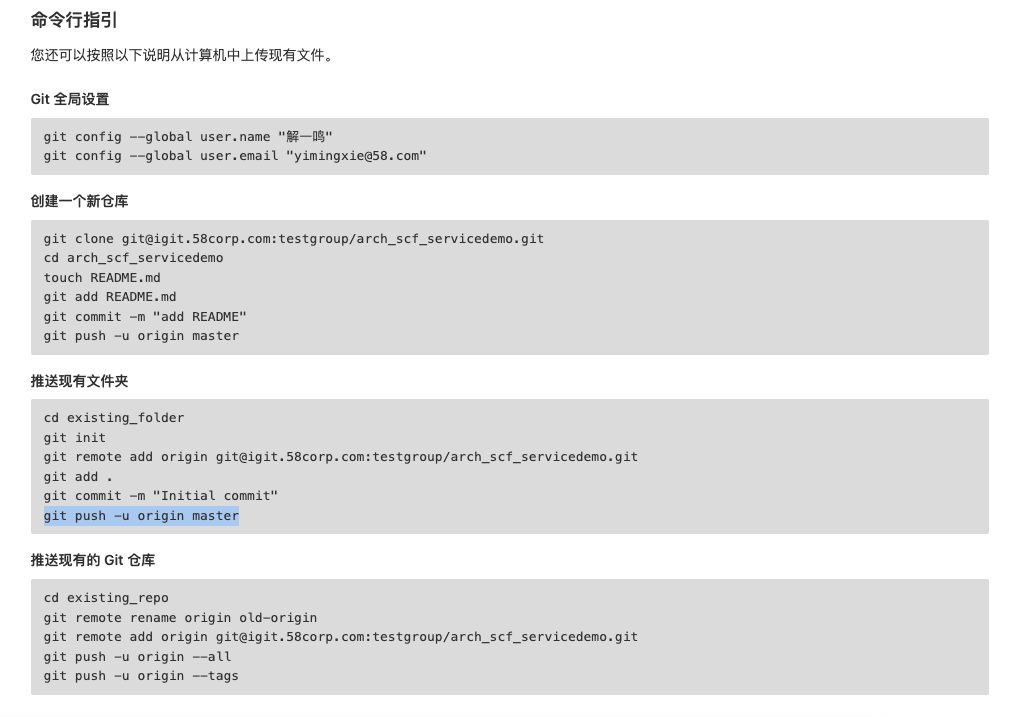 命令行指引
您还可以按照以下说明从计算机中上传现有文件。
Git 全局设置
git config --global user.name "解一鸣"
git config --global user.email "yimingxie@58.com"
创建一个新仓库
git clone git@igit.58corp.com:testgroup/arch_scf_servicedemo.git
cd arch_scf_servicedemo
touch README.md
git add README.md
git commit -m "add README"
git push -u origin master
推送现有文件夹
cd existing_folder
git init
git remote add origin git@igit.58corp.com:testgroup/arch_scf_servicedemo.git
git add .
git commit -m "Initial commit"
git push -u origin master
推送现有的 Git 仓库
cd existing_repo
git remote rename origin old-origin
git remote add origin git@igit.58corp.com:testgroup/arch_scf_servicedemo.git
git push -u origin --all
git push -u origin --tags